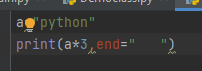 a "python"
print(a*3,end="   ")